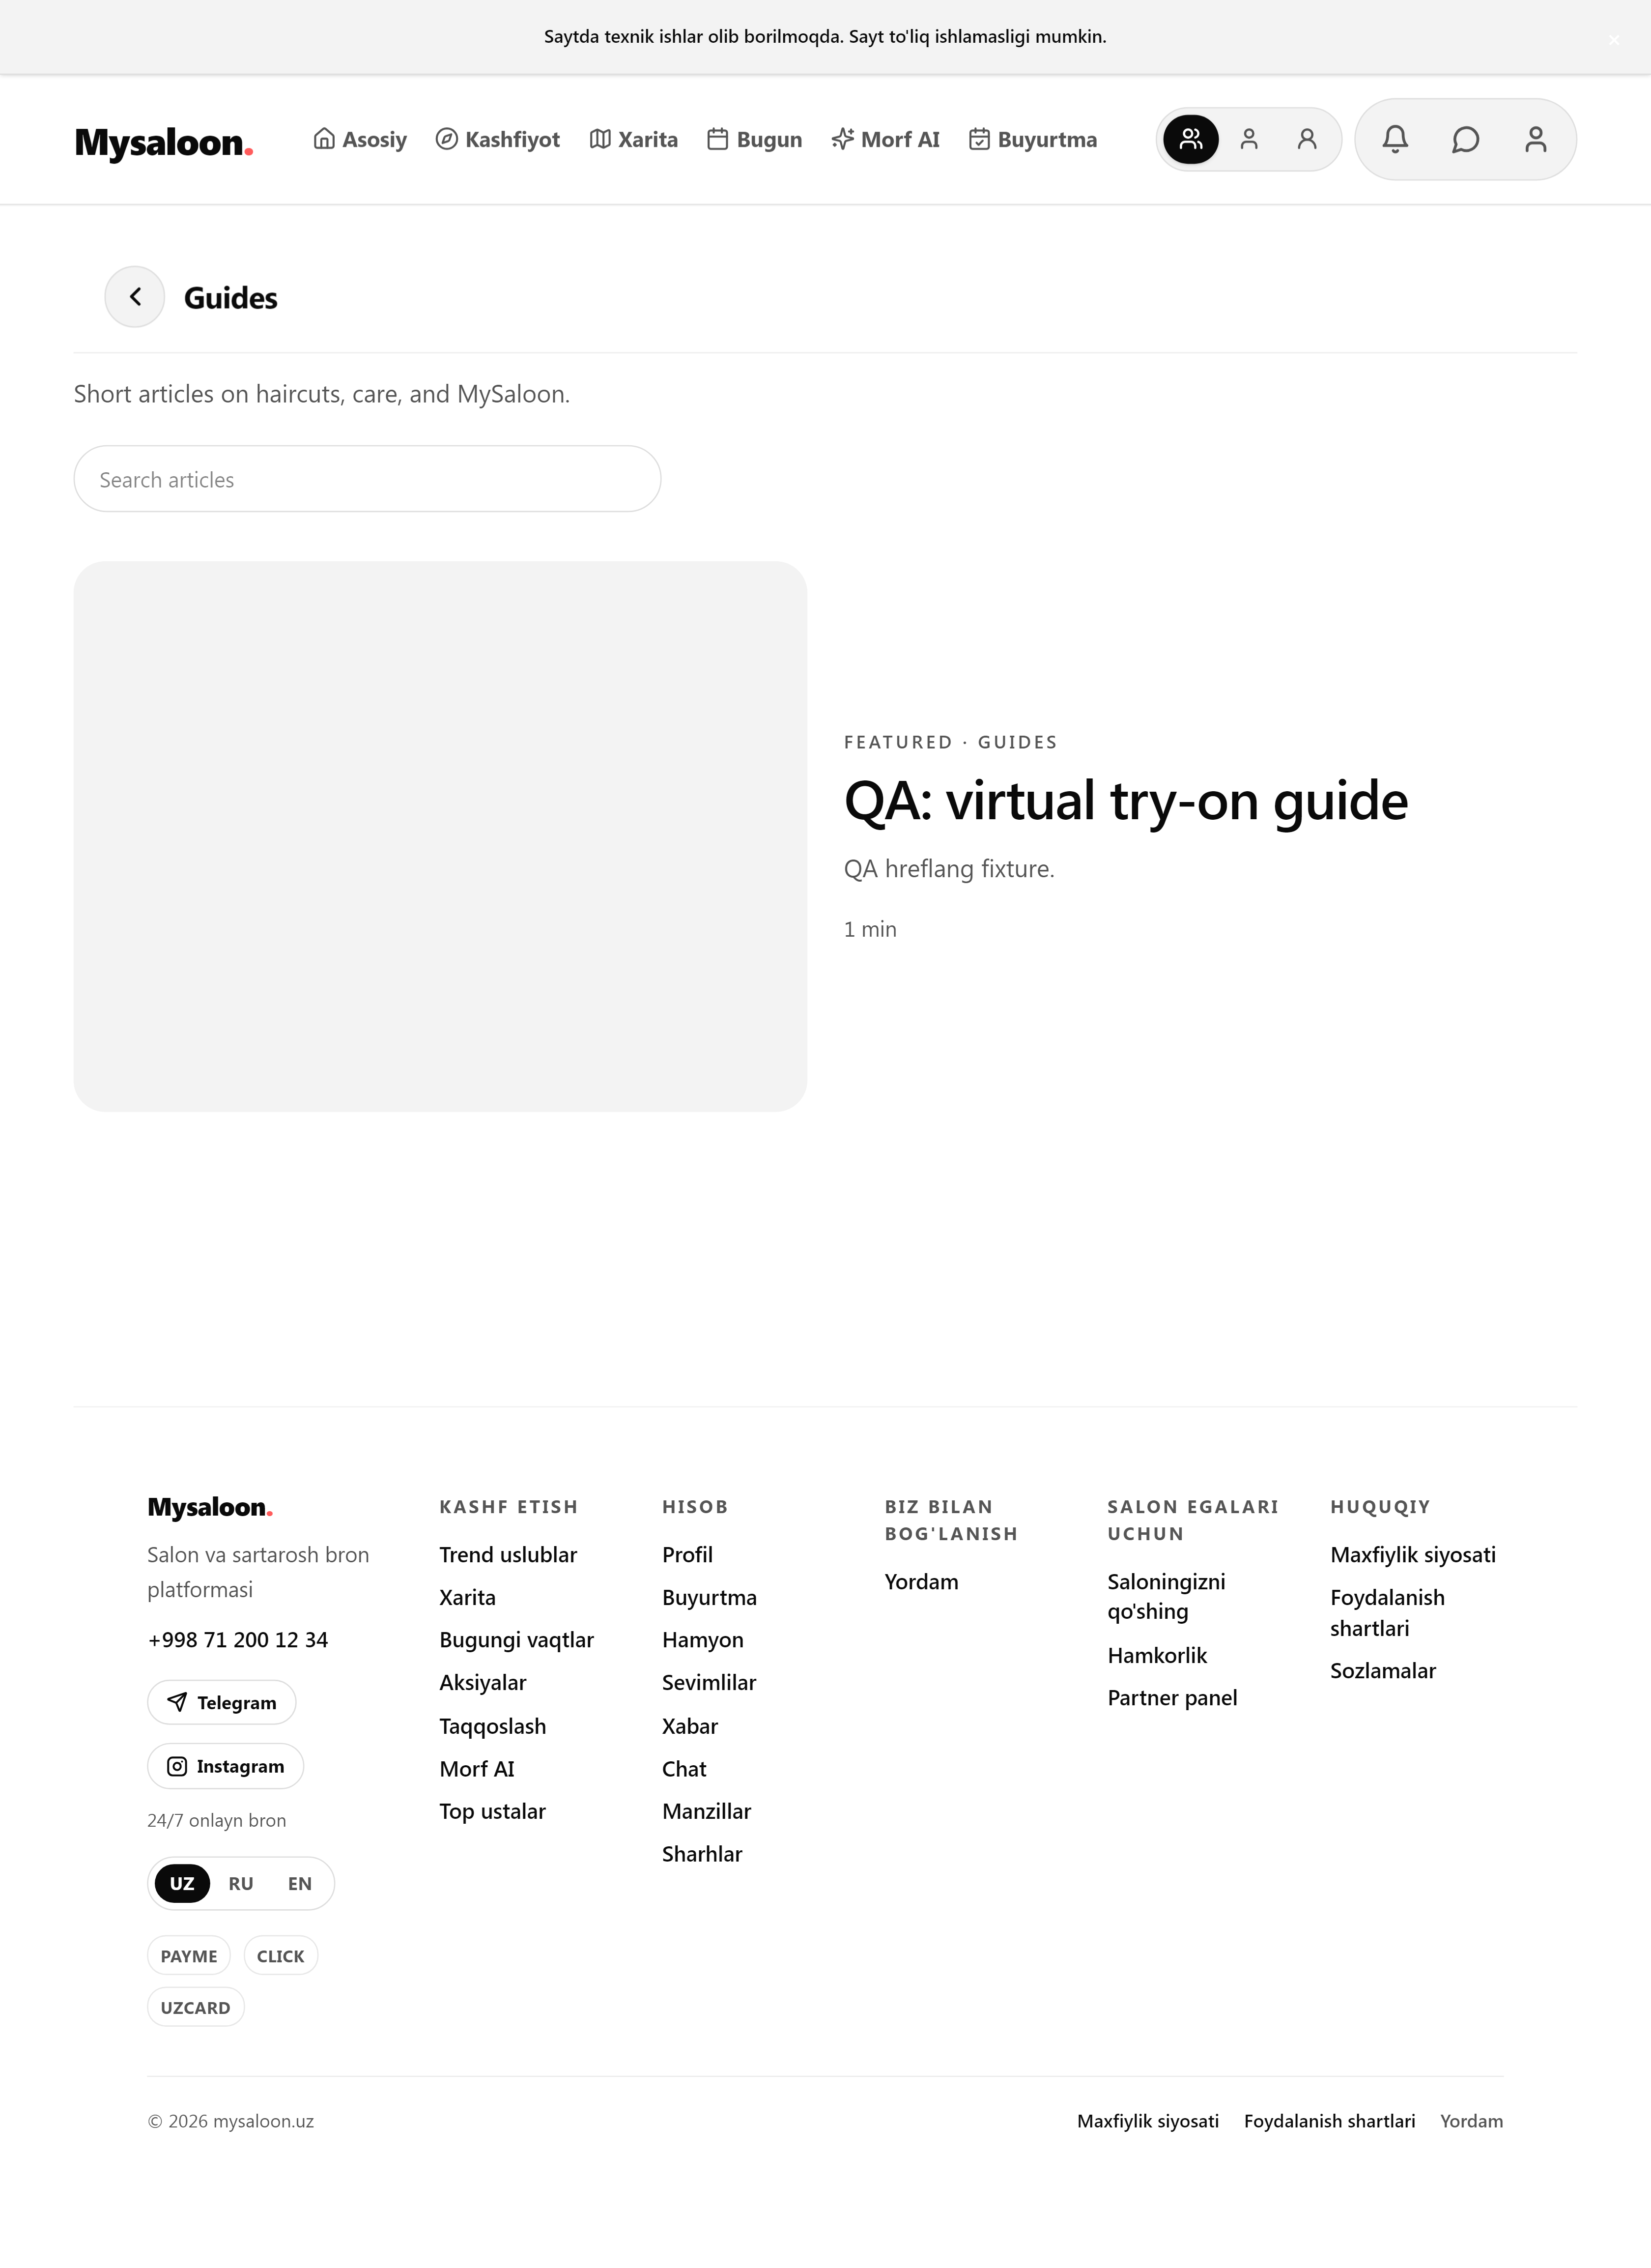 Saytda texnik ishlar olib borilmoqda. Sayt to'liq ishlamasligi mumkin.
Mysaloon.
Asosiy
Kashfiyot
Xarita
Bugun
Morf AI
Buyurtma
Guides
Short articles on haircuts, care, and MySaloon.
Search articles
FEATURED · GUIDES
QA: virtual try-on guide
QA hreflang fixture.
1 min
Mysaloon.
Salon va sartarosh bron
platformasi
+998 71 200 12 34
Telegram
Instagram
24/7 onlayn bron
UZ RU EN
PAYME CLICK
UZCARD
KASHF ETISH
Trend uslublar
Xarita
Bugungi vaqtlar
Aksiyalar
Taqqoslash
Morf AI
Top ustalar
HISOB
Profil
Buyurtma
Hamyon
Sevimlilar
Xabar
Chat
Manzillar
Sharhlar
BIZ BILAN
BOG'LANISH
Yordam
SALON EGALARI
UCHUN
Saloningizni
qo'shing
Hamkorlik
Partner panel
HUQUQIY
Maxfiylik siyosati
Foydalanish
shartlari
Sozlamalar
© 2026 mysaloon.uz
Maxfiylik siyosati Foydalanish shartlari Yordam